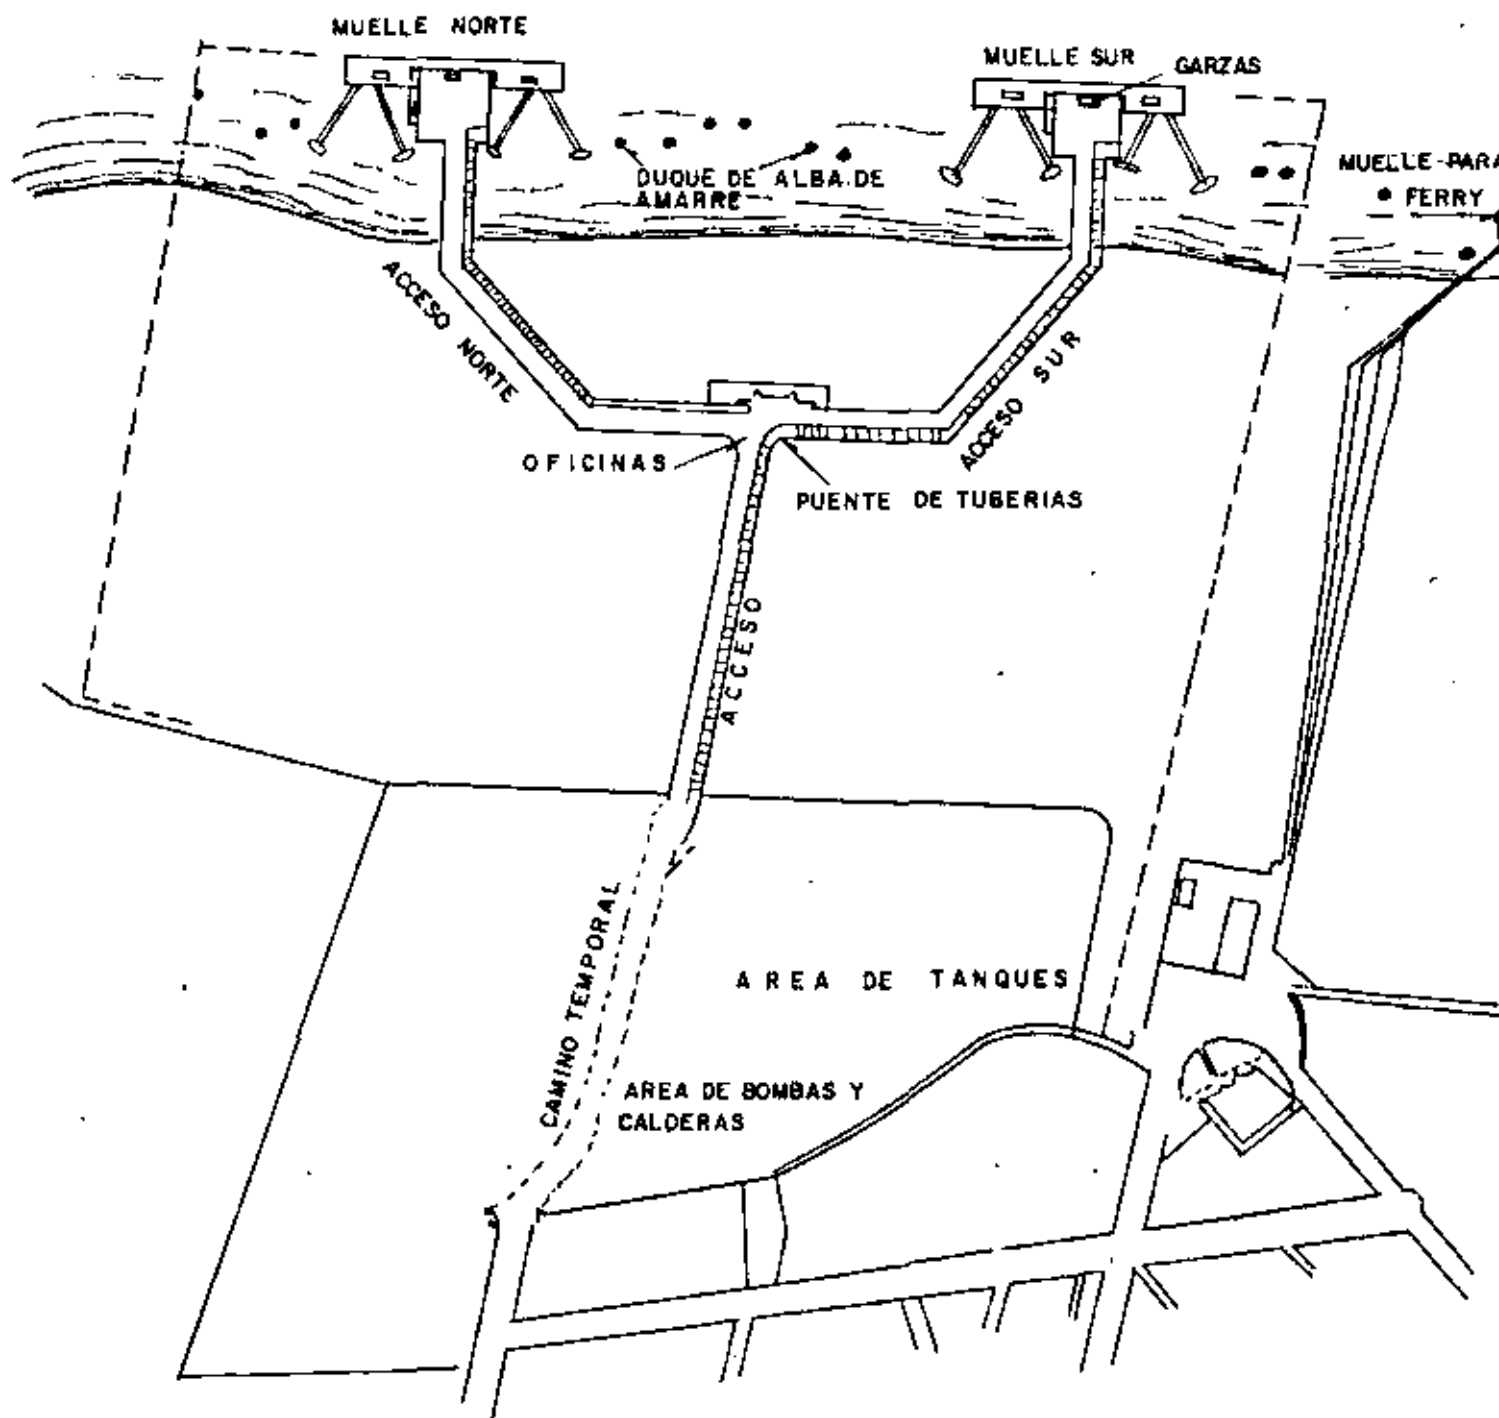 MUELLE NORTE
MUELLE SUR
GARZAS
MUELLE-PARA
FERRY
DUQUE DE ALBA DE
AMARRE
ACCESO NORTE
ACCESO SUR
OFICINAS
PUENTE DE TUBERIAS
ACCESO
CAMINO TEMPORAL
AREA DE TANQUES
AREA DE BOMBAS Y
CALDERAS